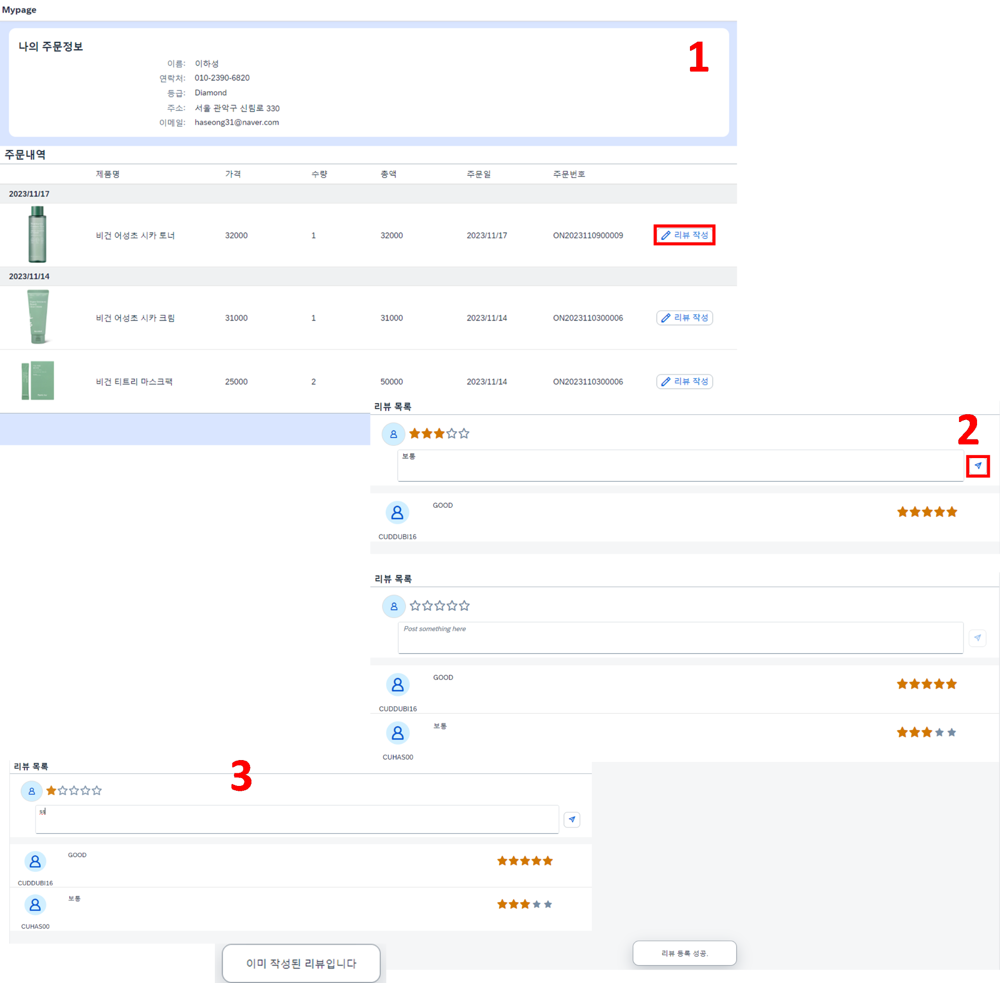 Mypage
나의 주문정보
1
이름: 이하성
연락처: 010-2390-6820
등급: Diamond
주소: 서울 관악구 신림로 330
이메일: haseong31@naver.com
주문내역
제품명 가격 수량 총액 주문일 주문번호
2023/11/17
비건 어성초 시카 토너 32000 1 32000 2023/11/17 ON2023110900009 리뷰 작성
2023/11/14
비건 어성초 시카 크림 31000 1 31000 2023/11/14 ON2023110300006 리뷰 작성
비건 티트리 마스크팩 25000 2 50000 2023/11/14 ON2023110300006 리뷰 작성
리뷰 목록
2
보통
GOOD
CUDDUBI16
리뷰 목록
Post something here
GOOD
CUDDUBI16
보통
CUHAS00
리뷰 목록
3
ss
GOOD
CUDDUBI16
보통
CUHAS00
이미 작성된 리뷰입니다
리뷰 등록 성공.